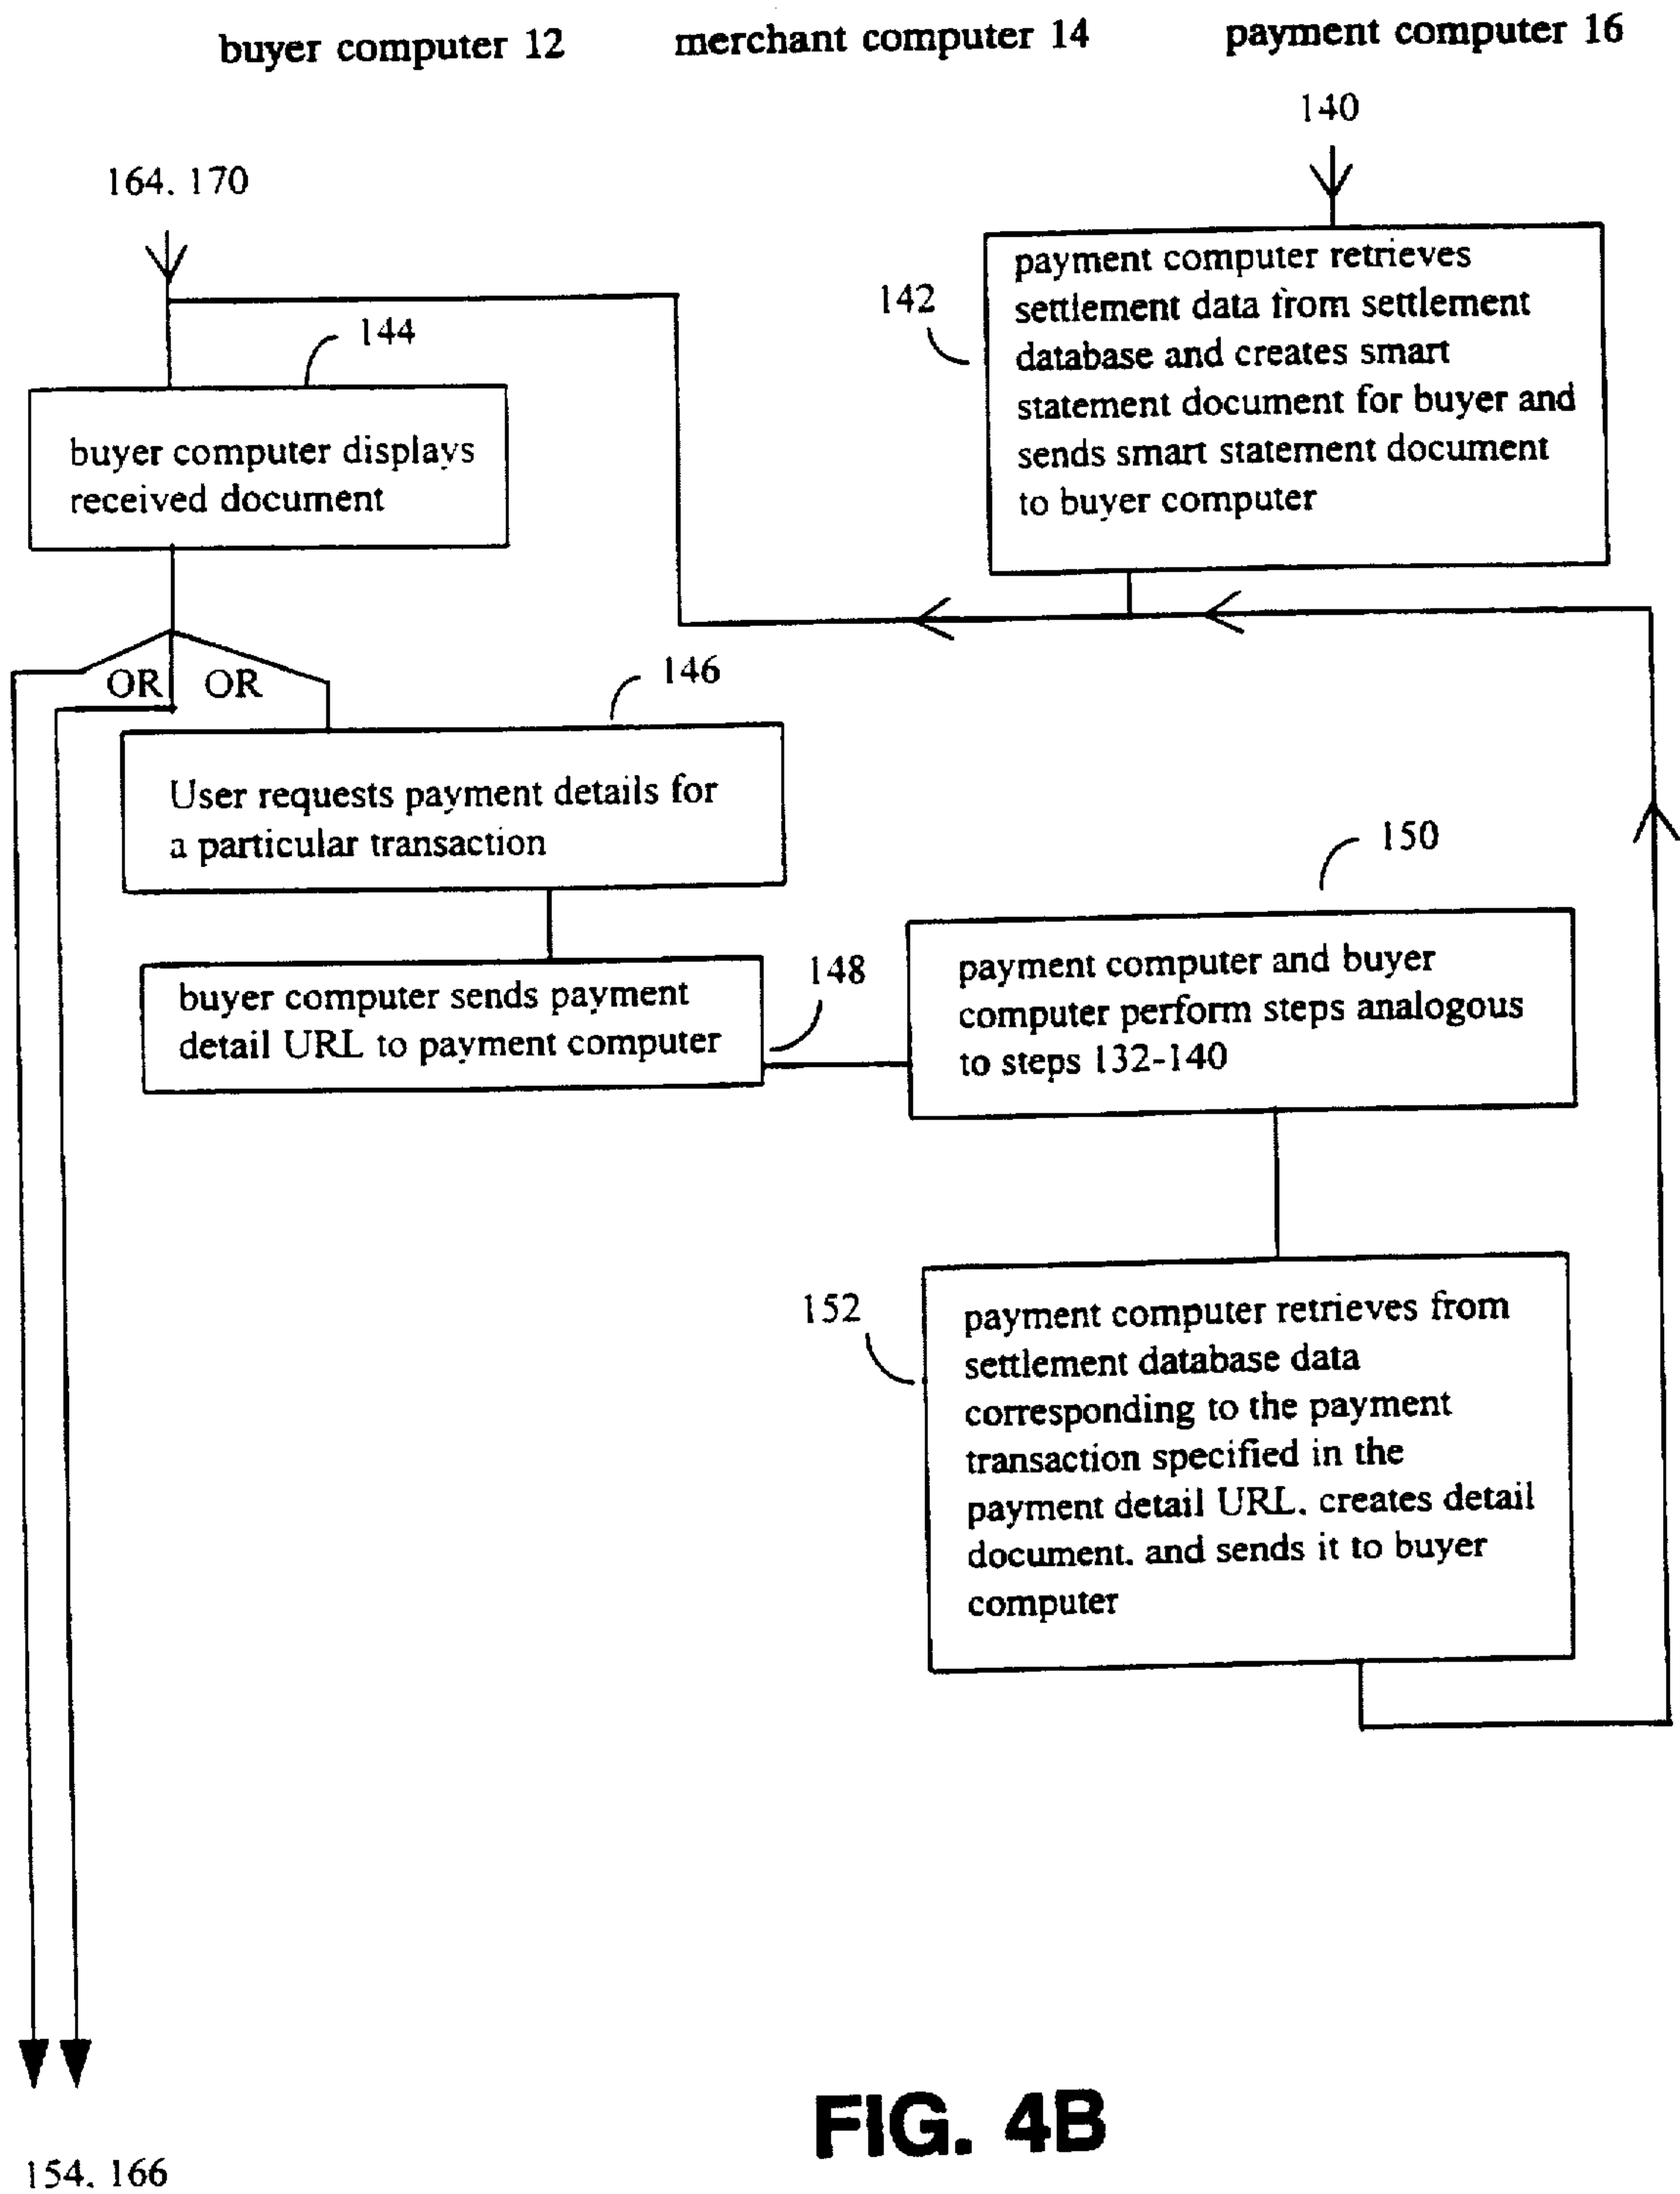 buyer computer 12 merchant computer 14 payment computer 16
140
164, 170
payment computer retrieves
settlement data from settlement
database and creates smart
statement document for buyer and
sends smart statement document
to buyer computer
142
144
buyer computer displays
received document
OR OR
146
User requests payment details for
a particular transaction
150
buyer computer sends payment
detail URL to payment computer
148
payment computer and buyer
computer perform steps analogous
to steps 132-140
152
payment computer retrieves from
settlement database data
corresponding to the payment
transaction specified in the
payment detail URL, creates detail
document, and sends it to buyer
computer
154, 166
FIG. 4B